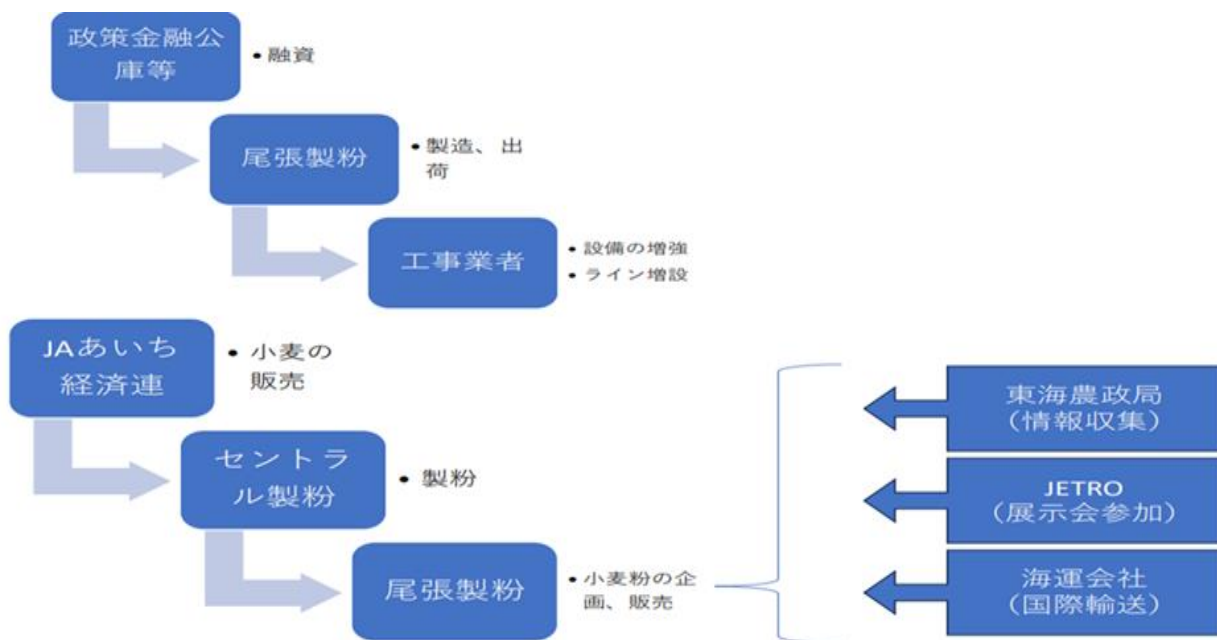 政策金融公
庫等
• 融資
尾張製粉
• 製造、出
荷
工事業者
• 設備の増強
• ライン増設
JAあいち
経済連
• 小麦の
販売
セントラ
ル製粉
• 製粉
尾張製粉
• 小麦粉の企
画、販売
東海農政局
（情報収集）
JETRO
（展示会参加）
海運会社
（国際輸送）